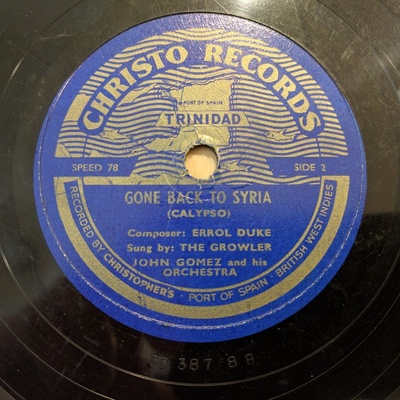 CHRISTO RECORDS
PORT OF SPAIN
TRINIDAD
SPEED 78
SIDE 2
GONE BACK TO SYRIA
(CALYPSO)
Composer: ERROL DUKE
Sung by: THE GROWLER
JOHN GOMEZ and his
ORCHESTRA
RECORDED BY CHRISTOPHER'S · PORT OF SPAIN · BRITISH WEST INDIES